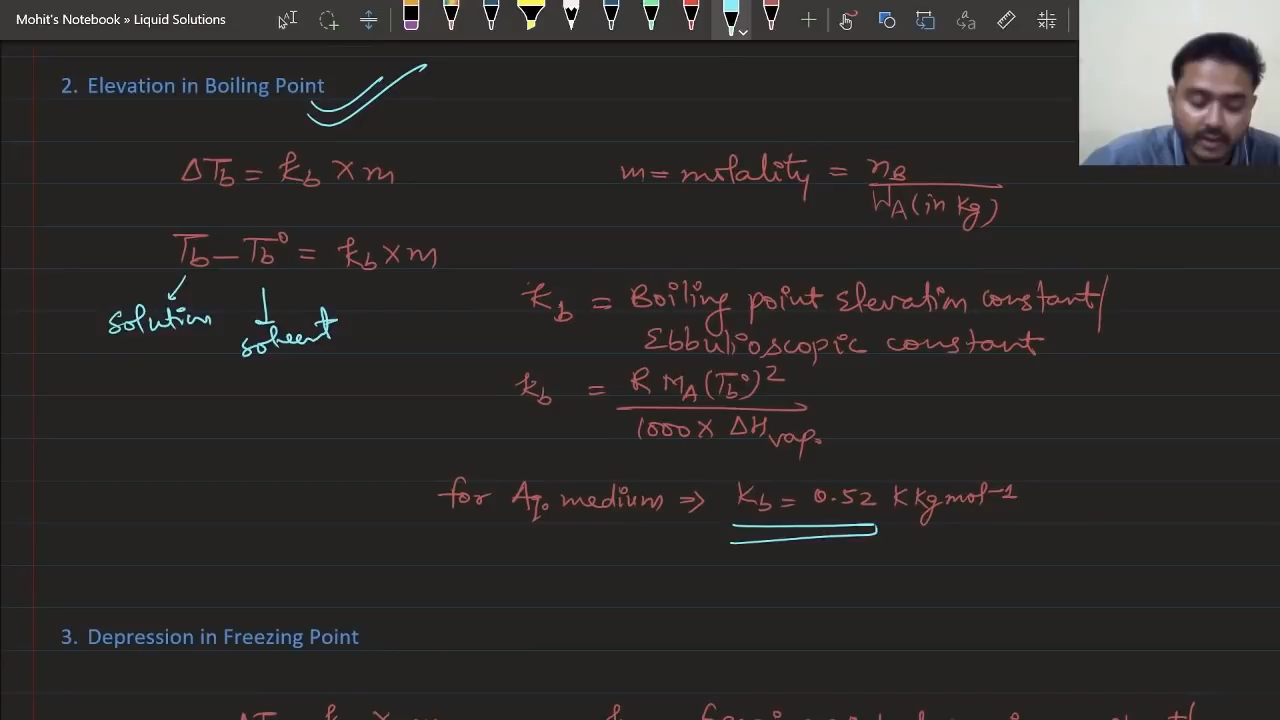 Mohit's Notebook » Liquid Solutions
2. Elevation in Boiling Point
ΔTb = kb × m
m = molality = nB / WA (in kg)
Tb – Tb° = kb × m
solution
solvent
kb = Boiling point Elevation constant/
Ebbulioscopic constant
kb = R MA (Tb°)2 / 1000 × ΔHvap.
for Aq. medium ⇒ Kb = 0.52 K Kg mol–1
3. Depression in Freezing Point